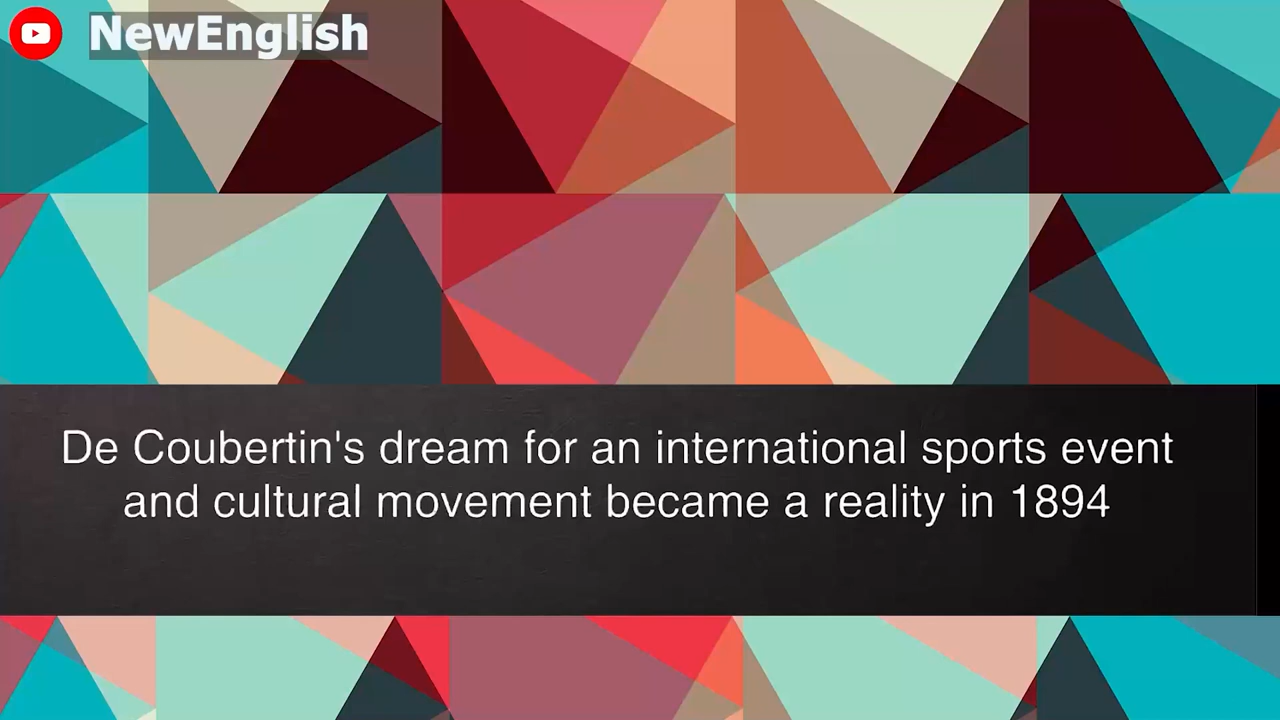 NewEnglish
De Coubertin's dream for an international sports event
and cultural movement became a reality in 1894